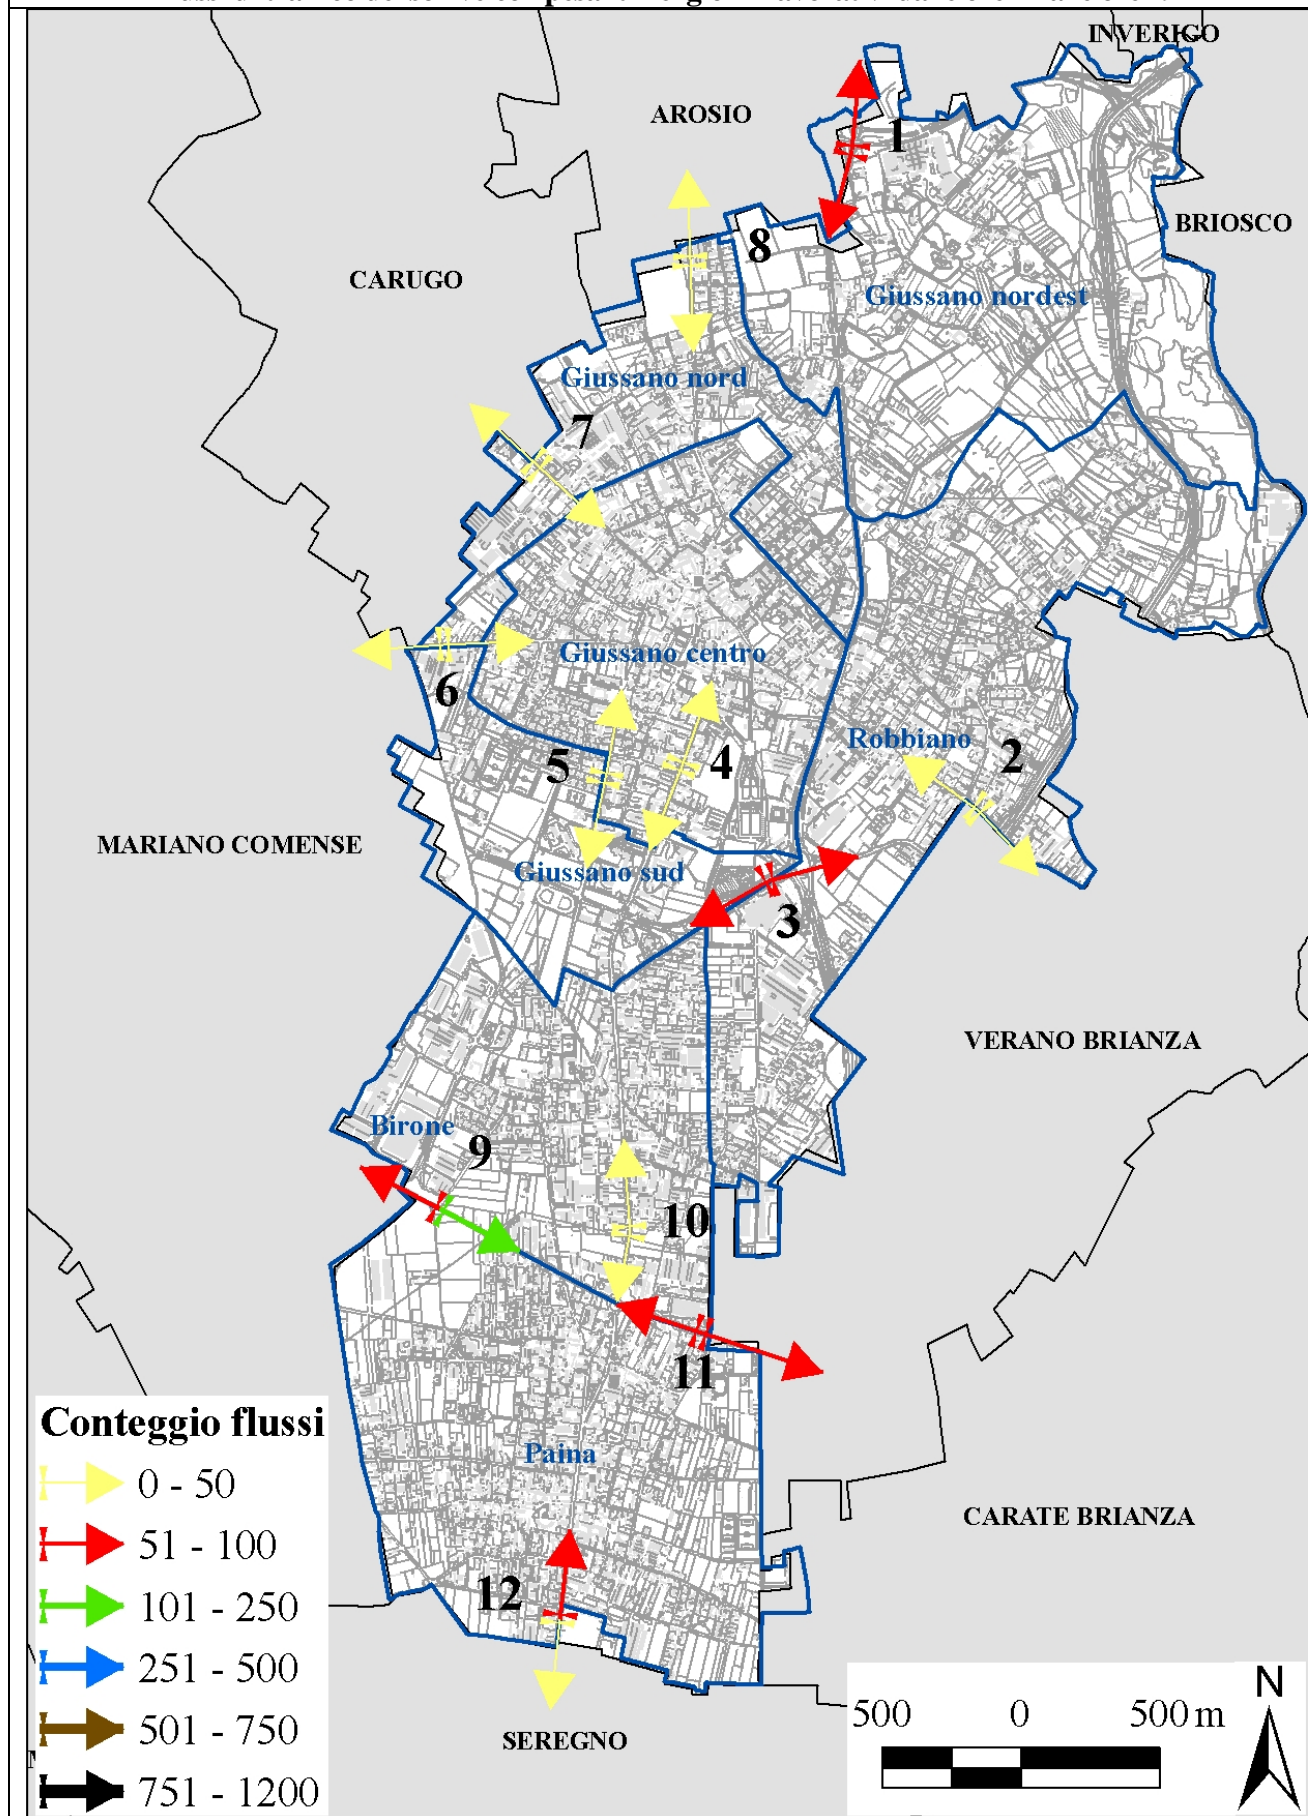 INVERIGO
AROSIO
1
BRIOSCO
8
CARUGO
Giussano nordest
Giussano nord
7
Giussano centro
6
Robbiano
2
5
4
MARIANO COMENSE
Giussano sud
3
VERANO BRIANZA
Birone
9
10
11
Conteggio flussi
Paina
0 - 50
CARATE BRIANZA
51 - 100
12
101 - 250
251 - 500
N
500 0 500 m
501 - 750
SEREGNO
751 - 1200